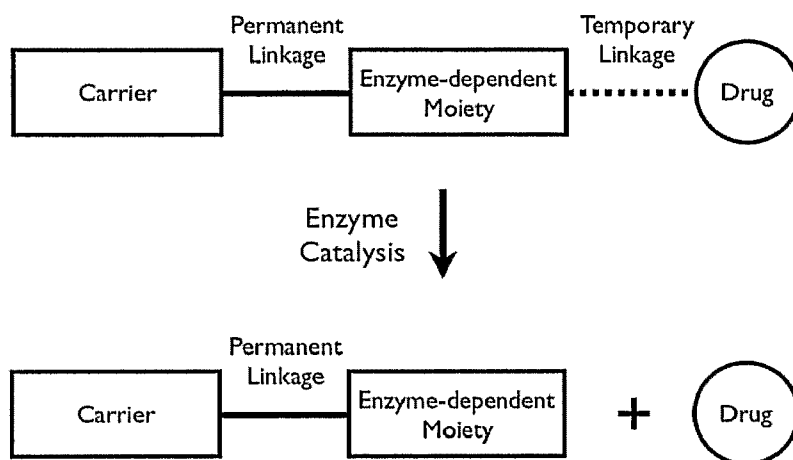 Permanent
Linkage
Temporary
Linkage
Carrier
Enzyme-dependent
Moiety
Drug
Enzyme
Catalysis
Permanent
Linkage
Carrier
Enzyme-dependent
Moiety
+
Drug